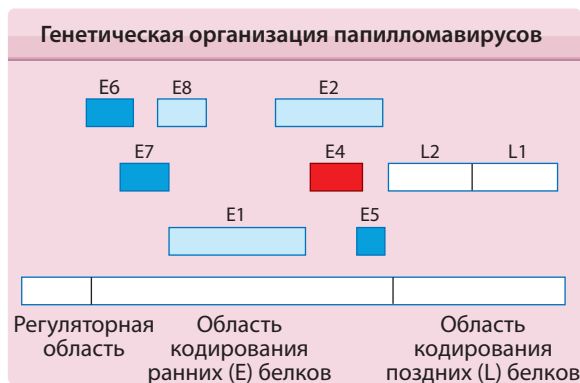 Генетическая организация папилломавирусов
E6 E8 E2
E7 E4 L2 L1
E1 E5
Регуляторная
область
Область
кодирования
ранних (E) белков
Область
кодирования
поздних (L) белков